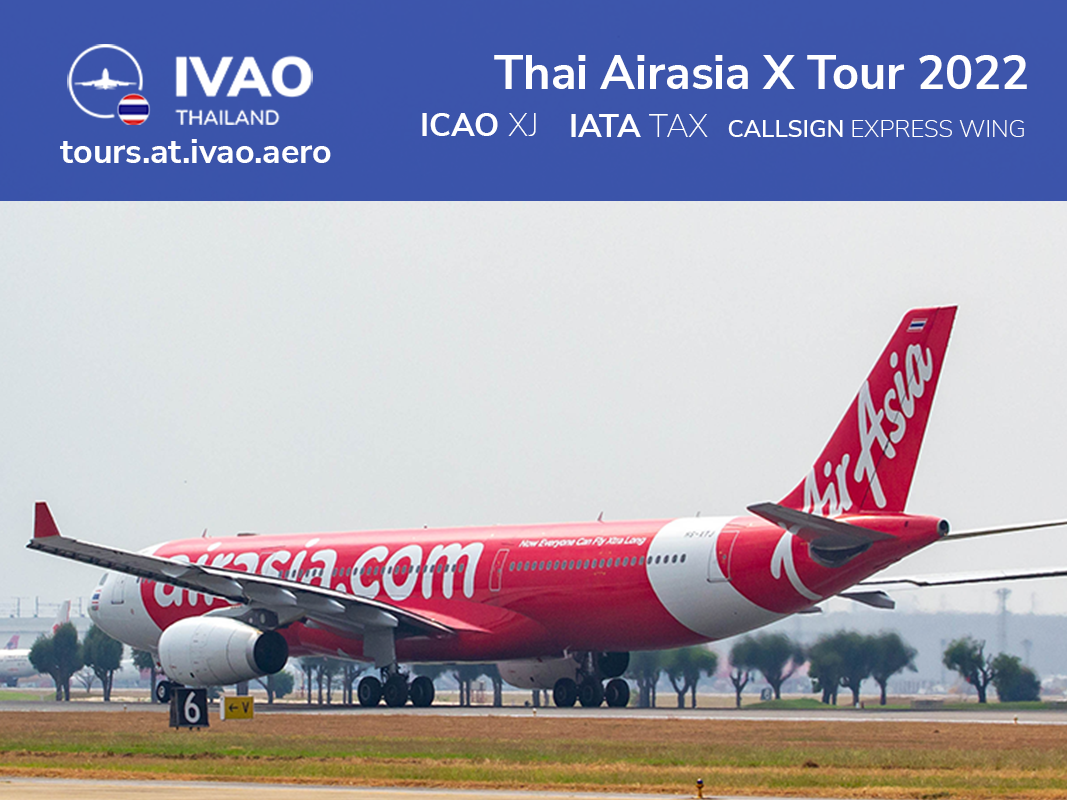 IVAO
THAILAND
tours.at.ivao.aero
Thai Airasia X Tour 2022
ICAO XJ IATA TAX CALLSIGN EXPRESS WING
AirAsia
airasia.com
Now Everyone Can Fly Xtra Long
6
← V